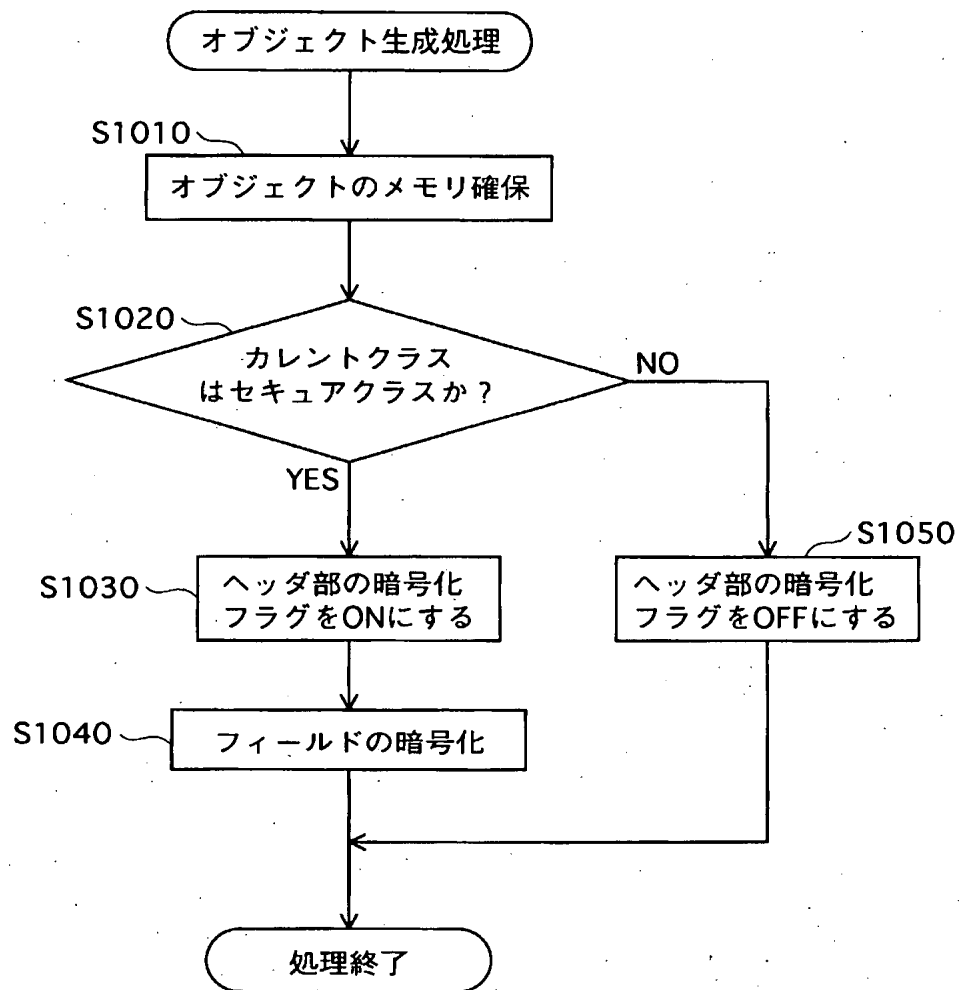 オブジェクト生成処理
S1010
オブジェクトのメモリ確保
S1020
カレントクラス
はセキュアクラスか？
NO
YES
S1030
ヘッダ部の暗号化
フラグをONにする
S1050
ヘッダ部の暗号化
フラグをOFFにする
S1040
フィールドの暗号化
処理終了